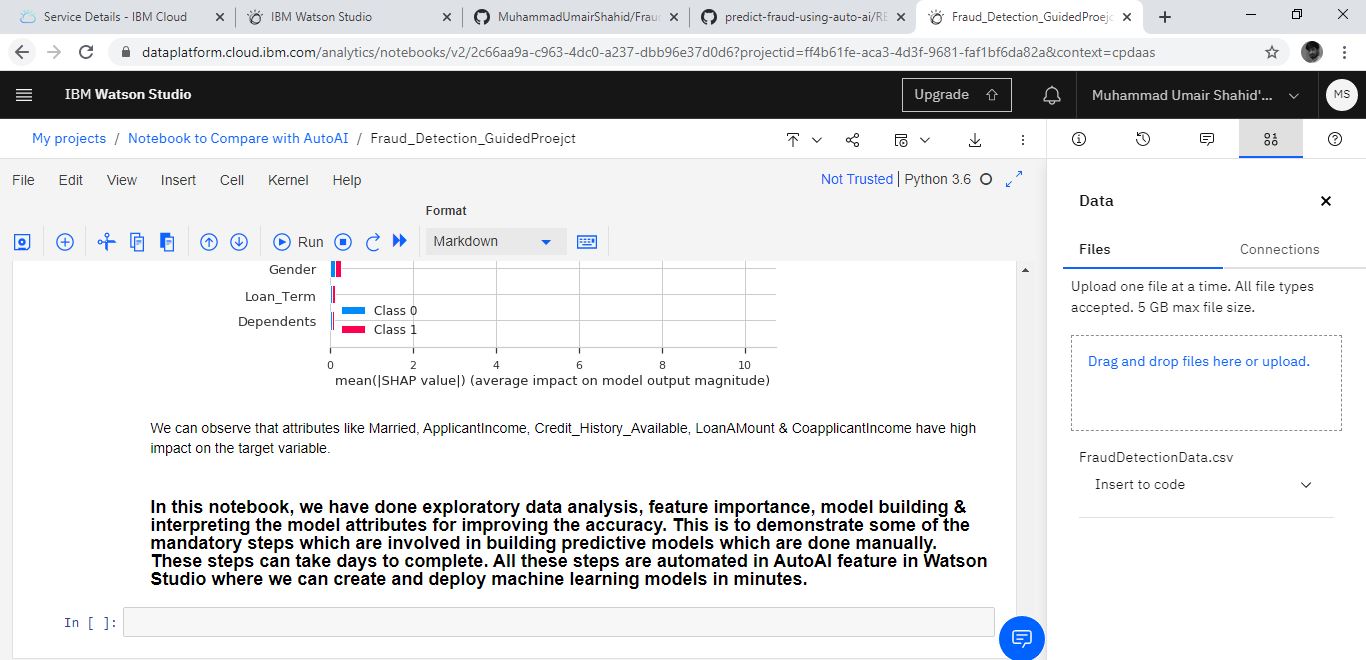 Service Details - IBM Cloud
IBM Watson Studio
MuhammadUmairShahid/Frau
predict-fraud-using-auto-ai/RE
Fraud_Detection_GuidedProejc
dataplatform.cloud.ibm.com/analytics/notebooks/v2/2c66aa9a-c963-4dc0-a237-dbb96e37d0d6?projectid=ff4b61fe-aca3-4d3f-9681-faf1bf6da82a&context=cpdaas
IBM Watson Studio
Upgrade
Muhammad Umair Shahid'...
MS
My projects / Notebook to Compare with AutoAI / Fraud_Detection_GuidedProejct
File Edit View Insert Cell Kernel Help
Not Trusted | Python 3.6
Format
Run
Markdown
Gender
Loan_Term
Dependents
Class 0
Class 1
0 2 4 6 8 10
mean(|SHAP value|) (average impact on model output magnitude)
We can observe that attributes like Married, ApplicantIncome, Credit_History_Available, LoanAMount & CoapplicantIncome have high
impact on the target variable.
In this notebook, we have done exploratory data analysis, feature importance, model building &
interpreting the model attributes for improving the accuracy. This is to demonstrate some of the
mandatory steps which are involved in building predictive models which are done manually.
These steps can take days to complete. All these steps are automated in AutoAI feature in Watson
Studio where we can create and deploy machine learning models in minutes.
In [ ]:
Data
Files
Connections
Upload one file at a time. All file types
accepted. 5 GB max file size.
Drag and drop files here or upload.
FraudDetectionData.csv
Insert to code